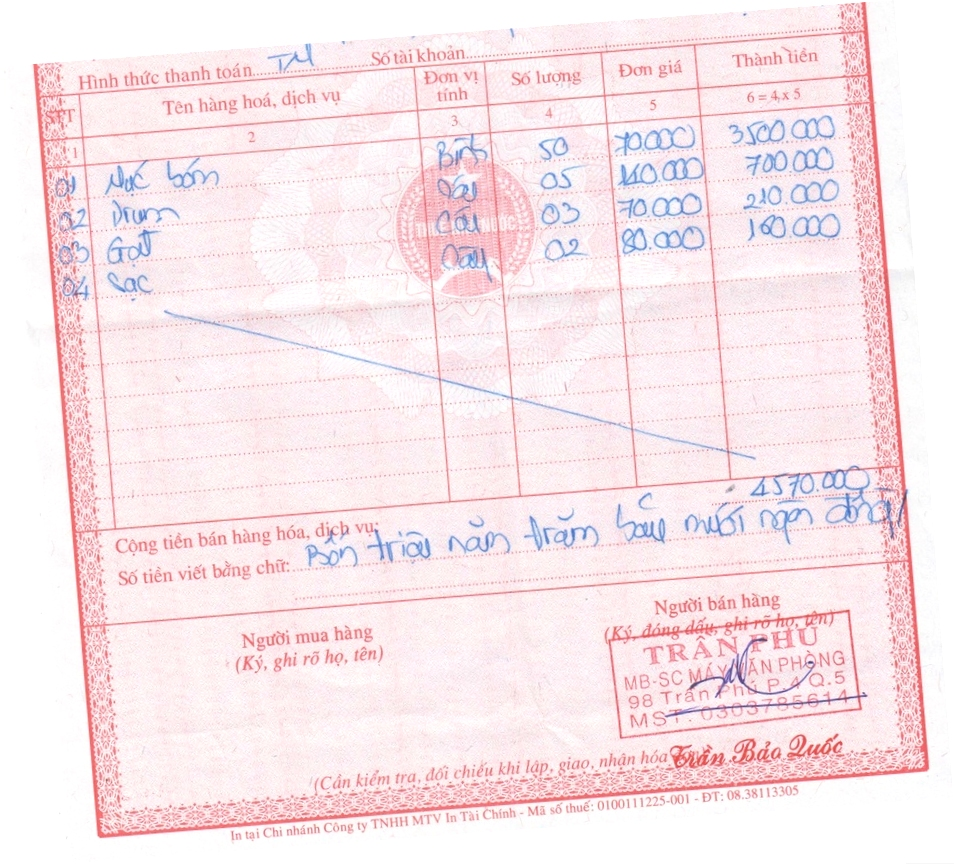 Hình thức thanh toán TM Số tài khoản
STT Tên hàng hoá, dịch vụ Đơn vị tính Số lượng Đơn giá Thành tiền
1 2 3 4 5 6 = 4 x 5
01 Mực bơm Bình 50 70.000 3500.000
02 Drum Cây 05 140.000 700.000
03 Gạt Cây 03 70.000 210.000
04 Sạc Cây 02 80.000 160.000
Cộng tiền bán hàng hóa, dịch vụ: 4570.000
Số tiền viết bằng chữ: Bốn triệu năm trăm bảy mươi ngàn đồng
Người mua hàng
(Ký, ghi rõ họ, tên)
Người bán hàng
(Ký, đóng dấu, ghi rõ họ, tên)
TRẦN PHÚ
MB-SC MÁY VĂN PHÒNG
98 Trần Phú P.4 Q.5
MST: 0303785614
Trần Bảo Quốc
(Cần kiểm tra, đối chiếu khi lập, giao, nhận hóa
In tại Chi nhánh Công ty TNHH MTV In Tài Chính - Mã số thuế: 0100111225-001 - ĐT: 08.38113305